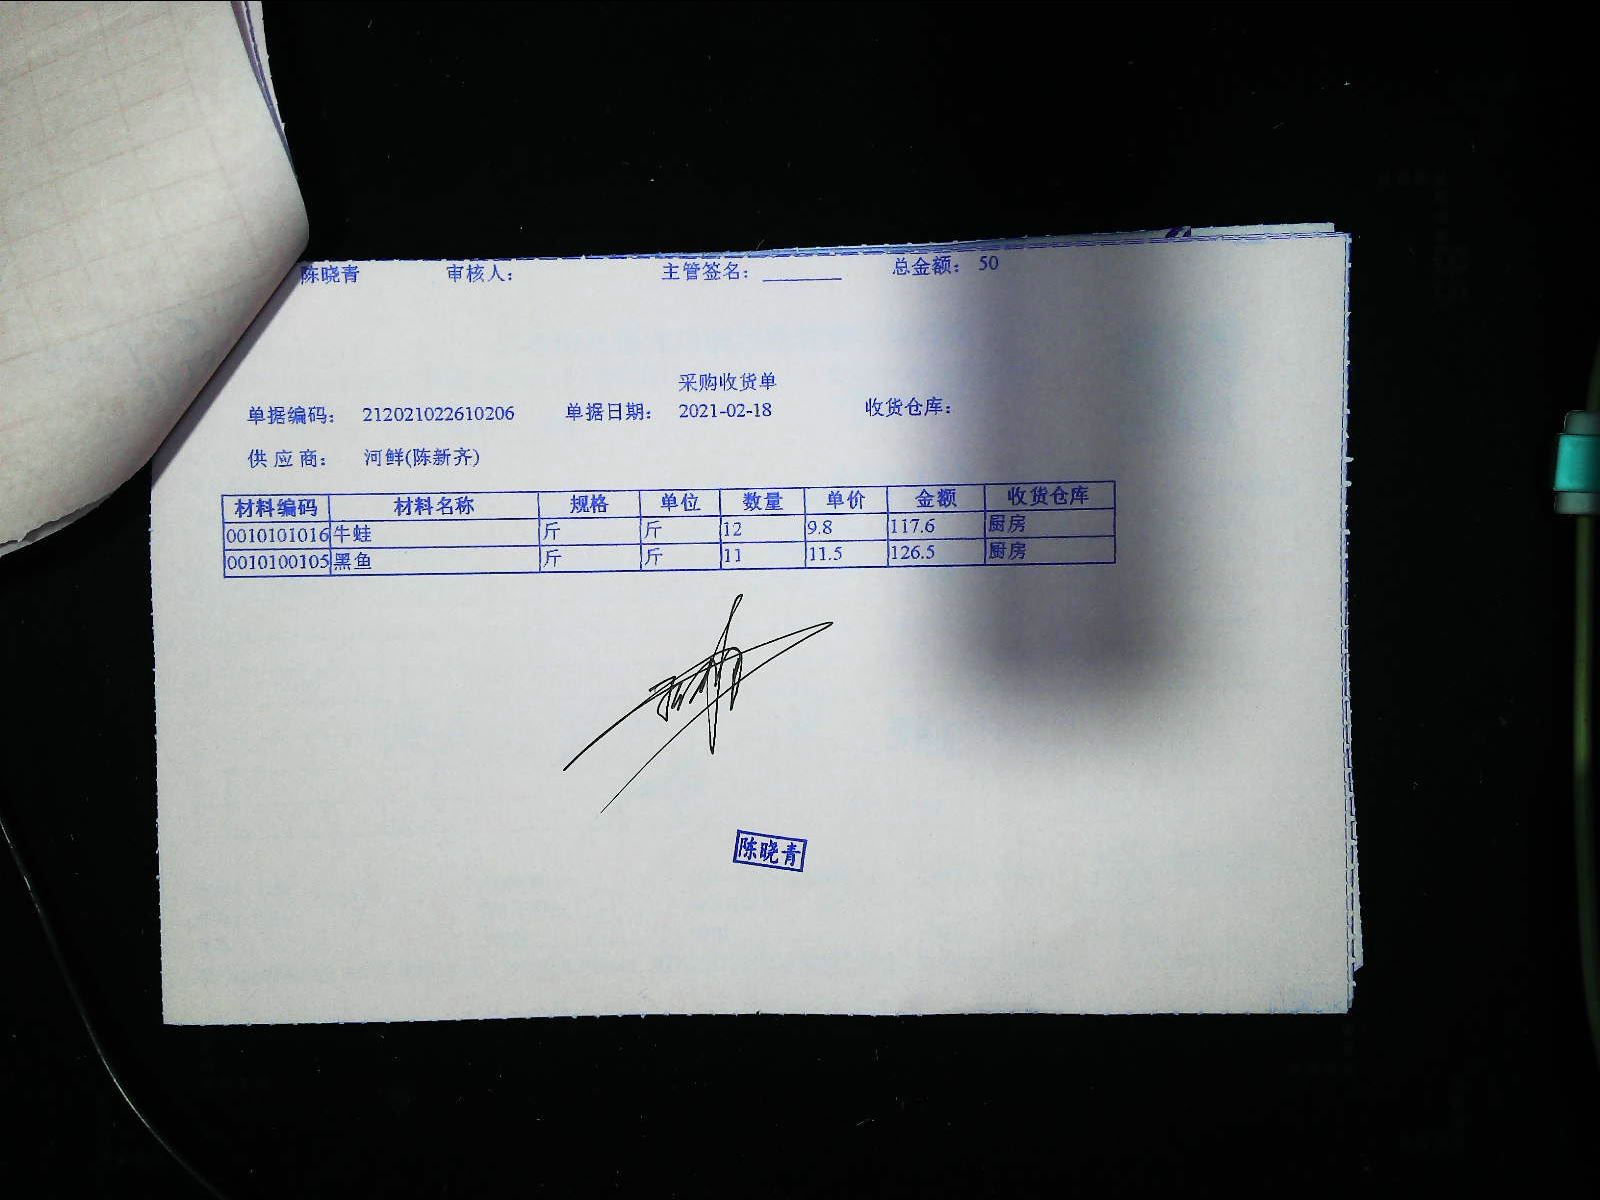 陈晓青 审核人： 主管签名：________ 总金额： 50
采购收货单
单据编码： 212021022610206 单据日期： 2021-02-18 收货仓库：
供 应 商： 河鲜(陈新齐)
材料编码 材料名称 规格 单位 数量 单价 金额 收货仓库
0010101016 牛蛙 斤 斤 12 9.8 117.6 厨房
0010100105 黑鱼 斤 斤 11 11.5 126.5 厨房
陈晓青